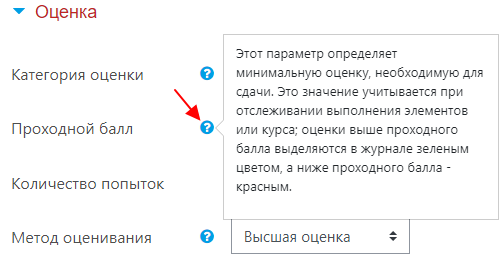 Оценка
Категория оценки
Проходной балл
Этот параметр определяет
минимальную оценку, необходимую для
сдачи. Это значение учитывается при
отслеживании выполнения элементов
или курса; оценки выше проходного
балла выделяются в журнале зеленым
цветом, а ниже проходного балла -
красным.
Количество попыток
Метод оценивания
Высшая оценка